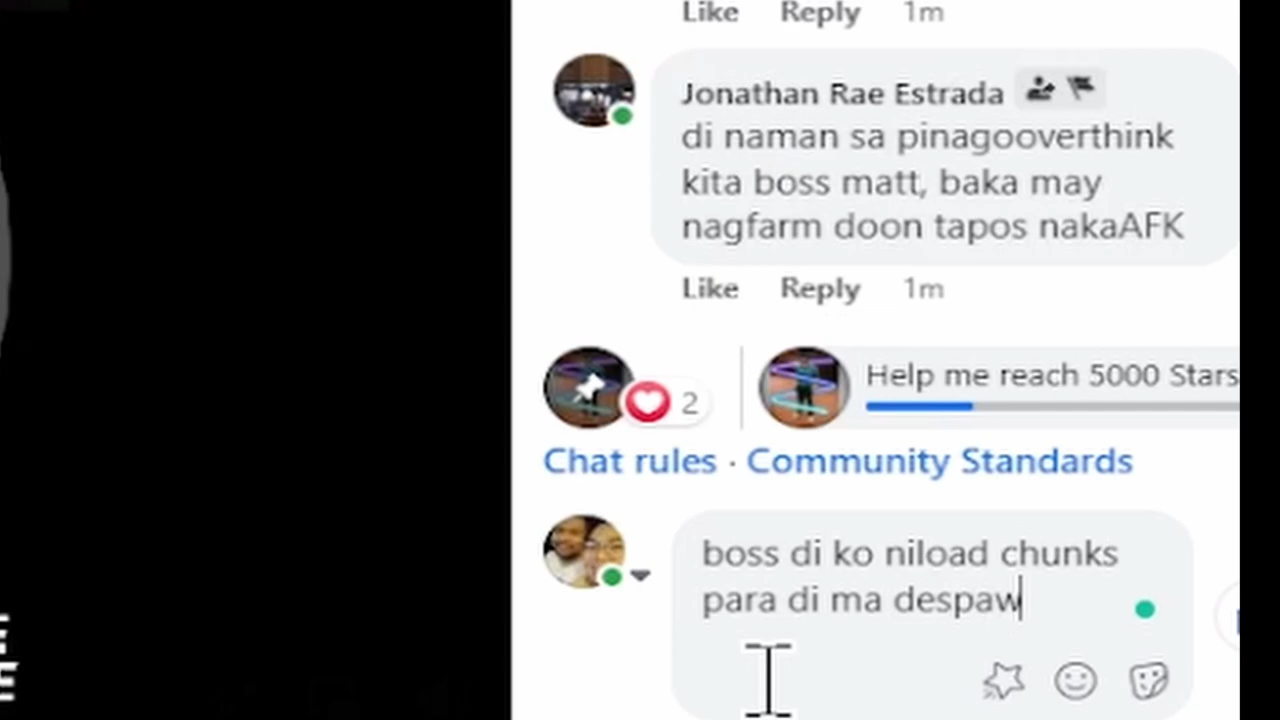 Like Reply 1m
Jonathan Rae Estrada
di naman sa pinagooverthink
kita boss matt, baka may
nagfarm doon tapos nakaAFK
Like Reply 1m
2
Help me reach 5000 Stars
Chat rules · Community Standards
boss di ko niload chunks
para di ma despaw